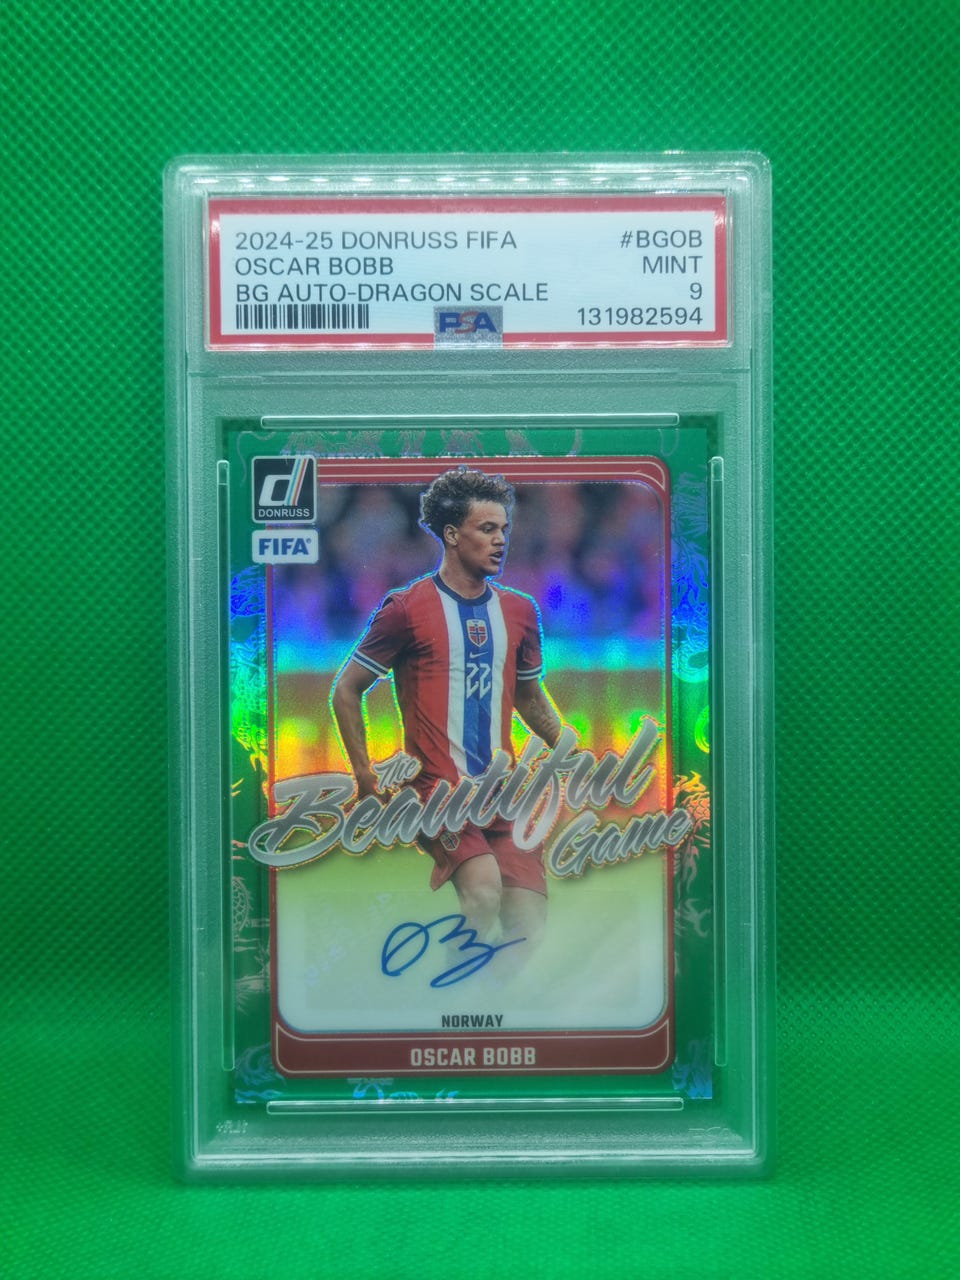 2024-25 DONRUSS FIFA #BGOB
OSCAR BOBB MINT
BG AUTO-DRAGON SCALE 9
PSA 131982594
d
DONRUSS
FIFA
22
The
Beautiful
Game
NORWAY
OSCAR BOBB